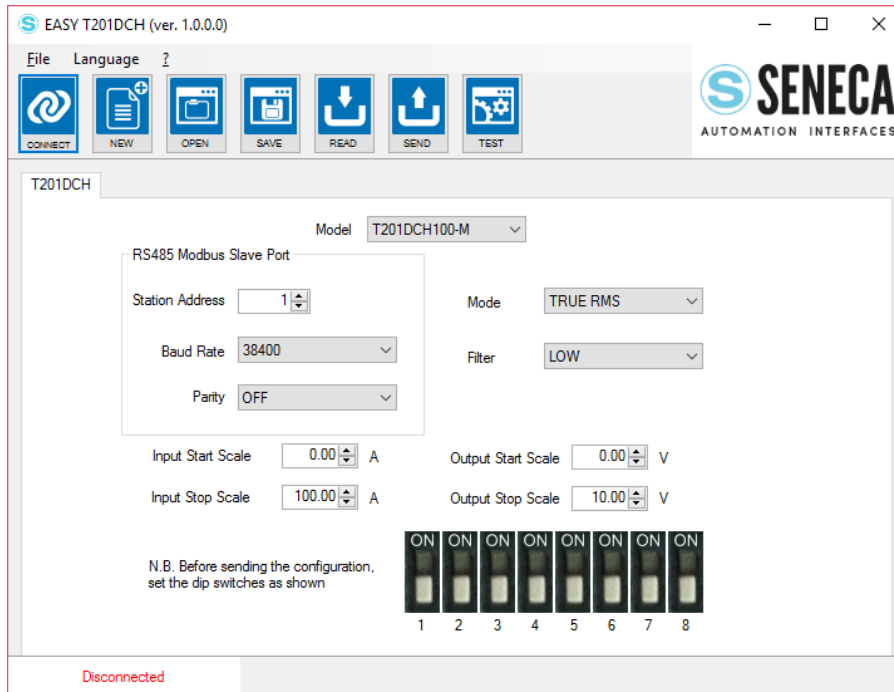 S EASY T201DCH (ver. 1.0.0.0)
File Language ?
CONNECT NEW OPEN SAVE READ SEND TEST
S SENECA
AUTOMATION INTERFACES
T201DCH
Model T201DCH100-M
RS485 Modbus Slave Port
Station Address 1
Mode TRUE RMS
Baud Rate 38400
Filter LOW
Parity OFF
Input Start Scale 0.00 A Output Start Scale 0.00 V
Input Stop Scale 100.00 A Output Stop Scale 10.00 V
ON ON ON ON ON ON ON ON
N.B. Before sending the configuration,
set the dip switches as shown
1 2 3 4 5 6 7 8
Disconnected